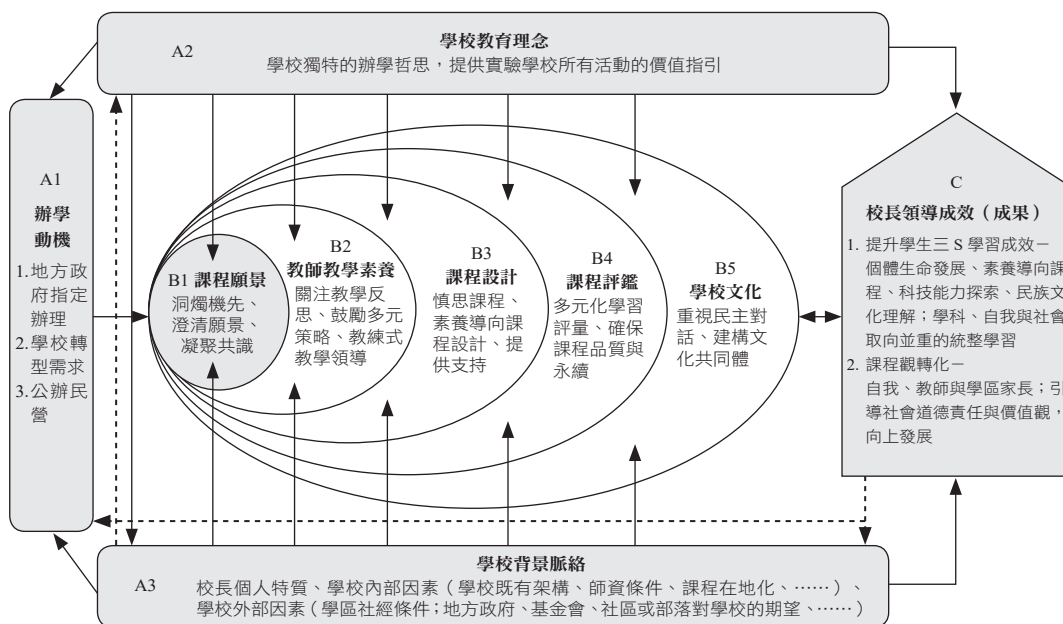 A2
學校教育理念
學校獨特的辦學哲思，提供實驗學校所有活動的價值指引
A1
辦學
動機
1.地方政
府指定
辦理
2.學校轉
型需求
3.公辦民
營
B1 課程願景
洞燭機先、
澄清願景、
凝聚共識
B2
教師教學素養
關注教學反
思、鼓勵多元
策略、教練式
教學領導
B3
課程設計
慎思課程、
素養導向課
程設計、提
供支持
B4
課程評鑑
多元化學習
評量、確保
課程品質與
永續
B5
學校文化
重視民主對
話、建構文
化共同體
C
校長領導成效（成果）
1. 提升學生三 S 學習成效－
個體生命發展、素養導向課
程、科技能力探索、民族文
化理解；學科、自我與社會
取向並重的統整學習
2. 課程觀轉化－
自我、教師與學區家長；引
導社會道德責任與價值觀，
向上發展
A3
學校背景脈絡
校長個人特質、學校內部因素（學校既有架構、師資條件、課程在地化、⋯⋯）、
學校外部因素（學區社經條件；地方政府、基金會、社區或部落對學校的期望、⋯⋯）